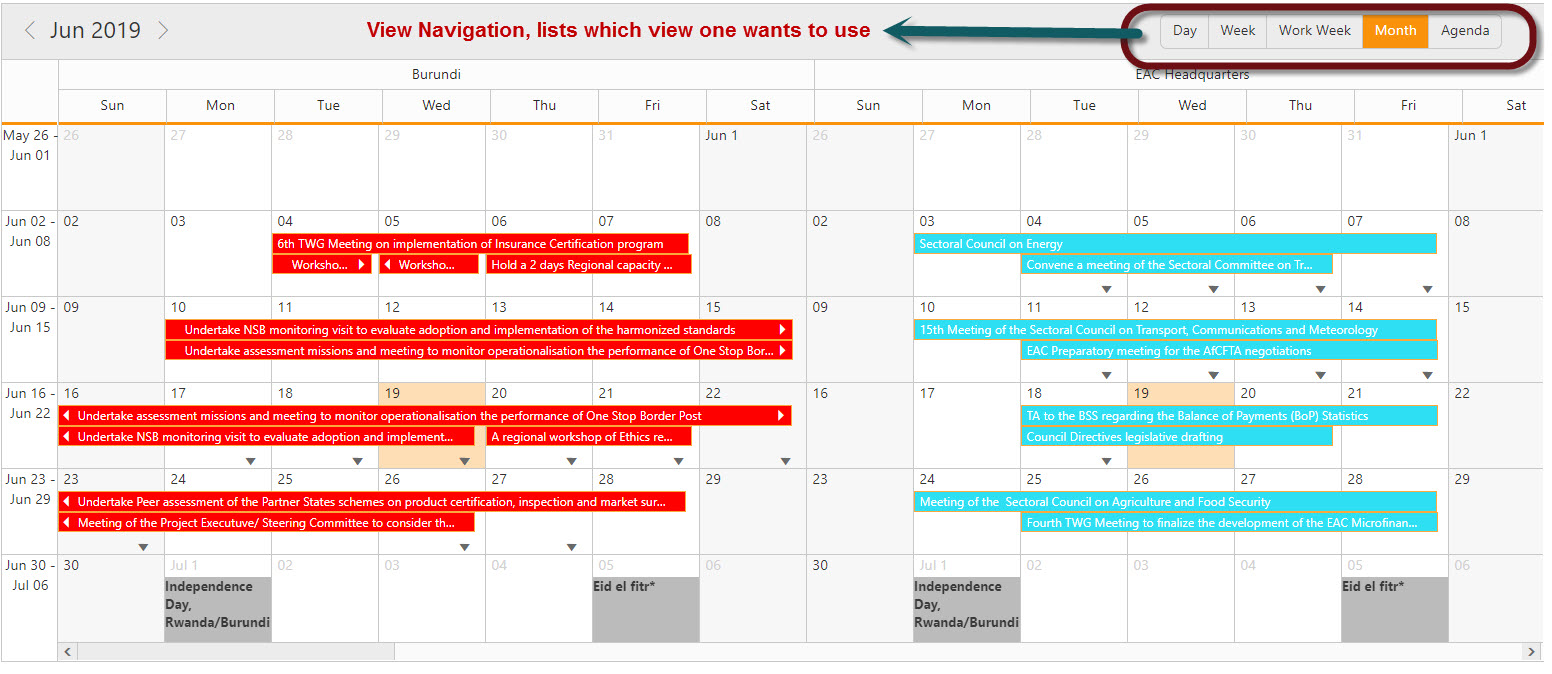 Jun 2019
View Navigation, lists which view one wants to use
Day Week Work Week Month Agenda
Burundi EAC Headquarters
Sun Mon Tue Wed Thu Fri Sat Sun Mon Tue Wed Thu Fri Sat
May 26 - 26 27 28 29 30 31 Jun 1 26 27 28 29 30 31 Jun 1
Jun 01
Jun 02 - 02 03 04 05 06 07 08 02 03 04 05 06 07 08
Jun 08
6th TWG Meeting on implementation of Insurance Certification program Sectoral Council on Energy
Worksho... Worksho... Hold a 2 days Regional capacity ... Convene a meeting of the Sectoral Committee on Tr...
Jun 09 - 09 10 11 12 13 14 15 09 10 11 12 13 14 15
Jun 15
Undertake NSB monitoring visit to evaluate adoption and implementation of the harmonized standards 15th Meeting of the Sectoral Council on Transport, Communications and Meteorology
Undertake assessment missions and meeting to monitor operationalisation the performance of One Stop Bor... EAC Preparatory meeting for the AfCFTA negotiations
Jun 16 - 16 17 18 19 20 21 22 16 17 18 19 20 21 22
Jun 22
Undertake assessment missions and meeting to monitor operationalisation the performance of One Stop Border Post TA to the BSS regarding the Balance of Payments (BoP) Statistics
Undertake NSB monitoring visit to evaluate adoption and implement... A regional workshop of Ethics re... Council Directives legislative drafting
Jun 23 - 23 24 25 26 27 28 29 23 24 25 26 27 28 29
Jun 29
Undertake Peer assessment of the Partner States schemes on product certification, inspection and market sur... Meeting of the Sectoral Council on Agriculture and Food Security
Meeting of the Project Executuve/ Steering Committee to consider th... Fourth TWG Meeting to finalize the development of the EAC Microfinan...
Jun 30 - 30 Jul 1 02 03 04 05 06 30 Jul 1 02 03 04 05 06
Jul 06
Independence Eid el fitr* Independence Eid el fitr*
Day, Day,
Rwanda/Burundi Rwanda/Burundi